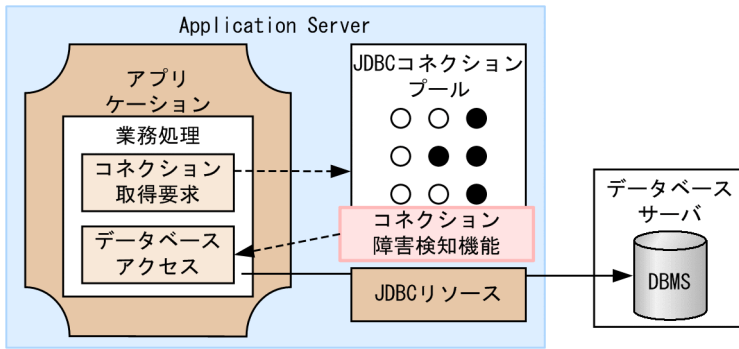 Application Server
アプリ
ケーション
業務処理
コネクション
取得要求
データベース
アクセス
JDBCコネクション
プール
コネクション
障害検知機能
JDBCリソース
データベース
サーバ
DBMS